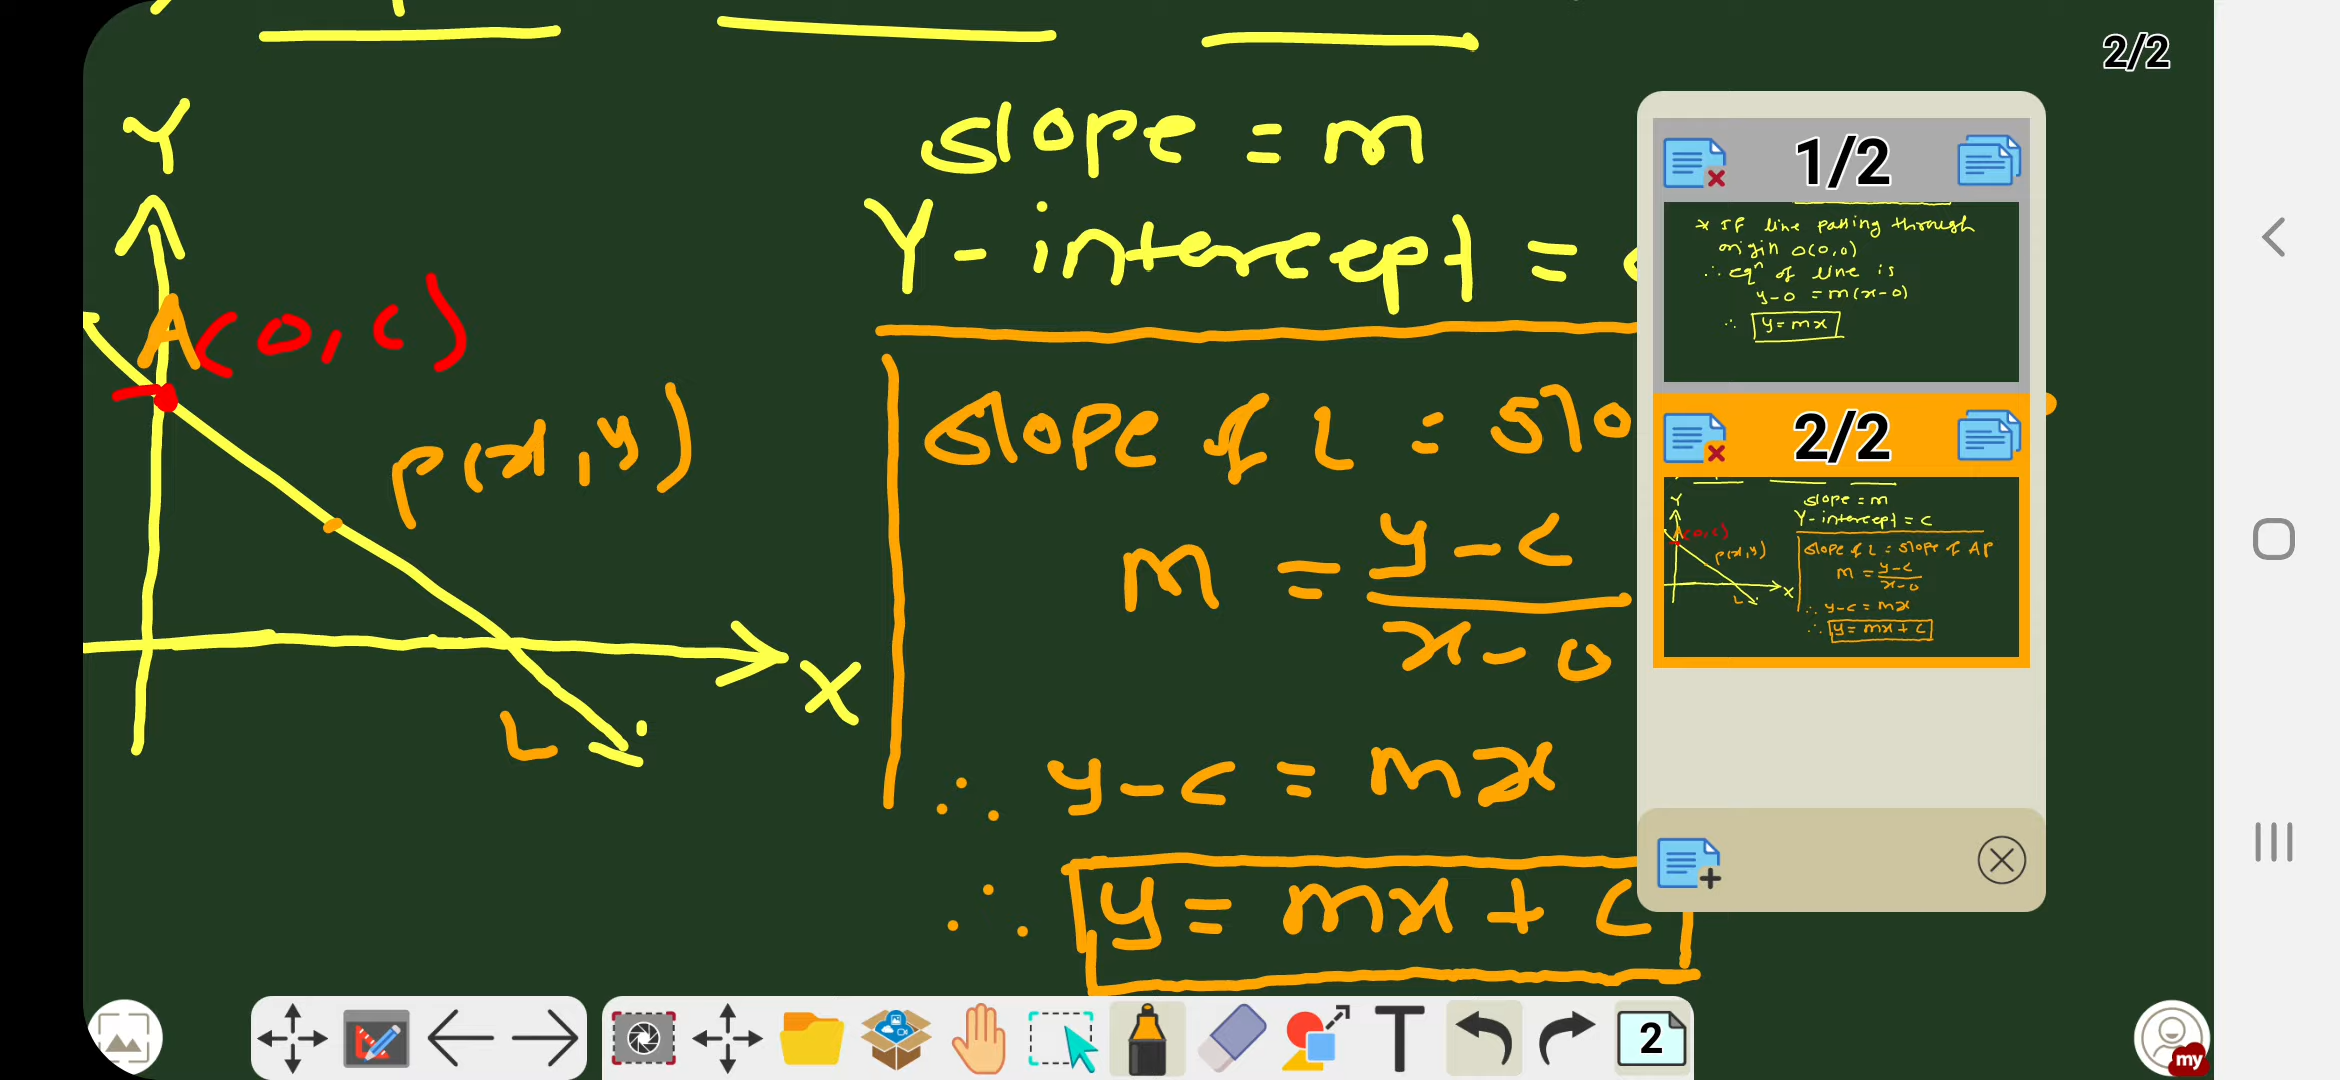 2/2
Y
slope = m
Y-intercept =
A(0, c)
P(x, y)
X
L
slope of L = slo
m = y-c
x-0
∴ y-c = mx
∴ y = mx + c
1/2
* If line passing through
origin O(0,0)
∴ eqn of line is
y-0 = m(x-0)
∴ y = mx
2/2
Y
slope = m
Y-intercept = c
A(0, c)
P(x, y)
X
L
slope of L = slope of AP
m = y-c
x-0
∴ y-c = mx
∴ y = mx + c
T
2
my